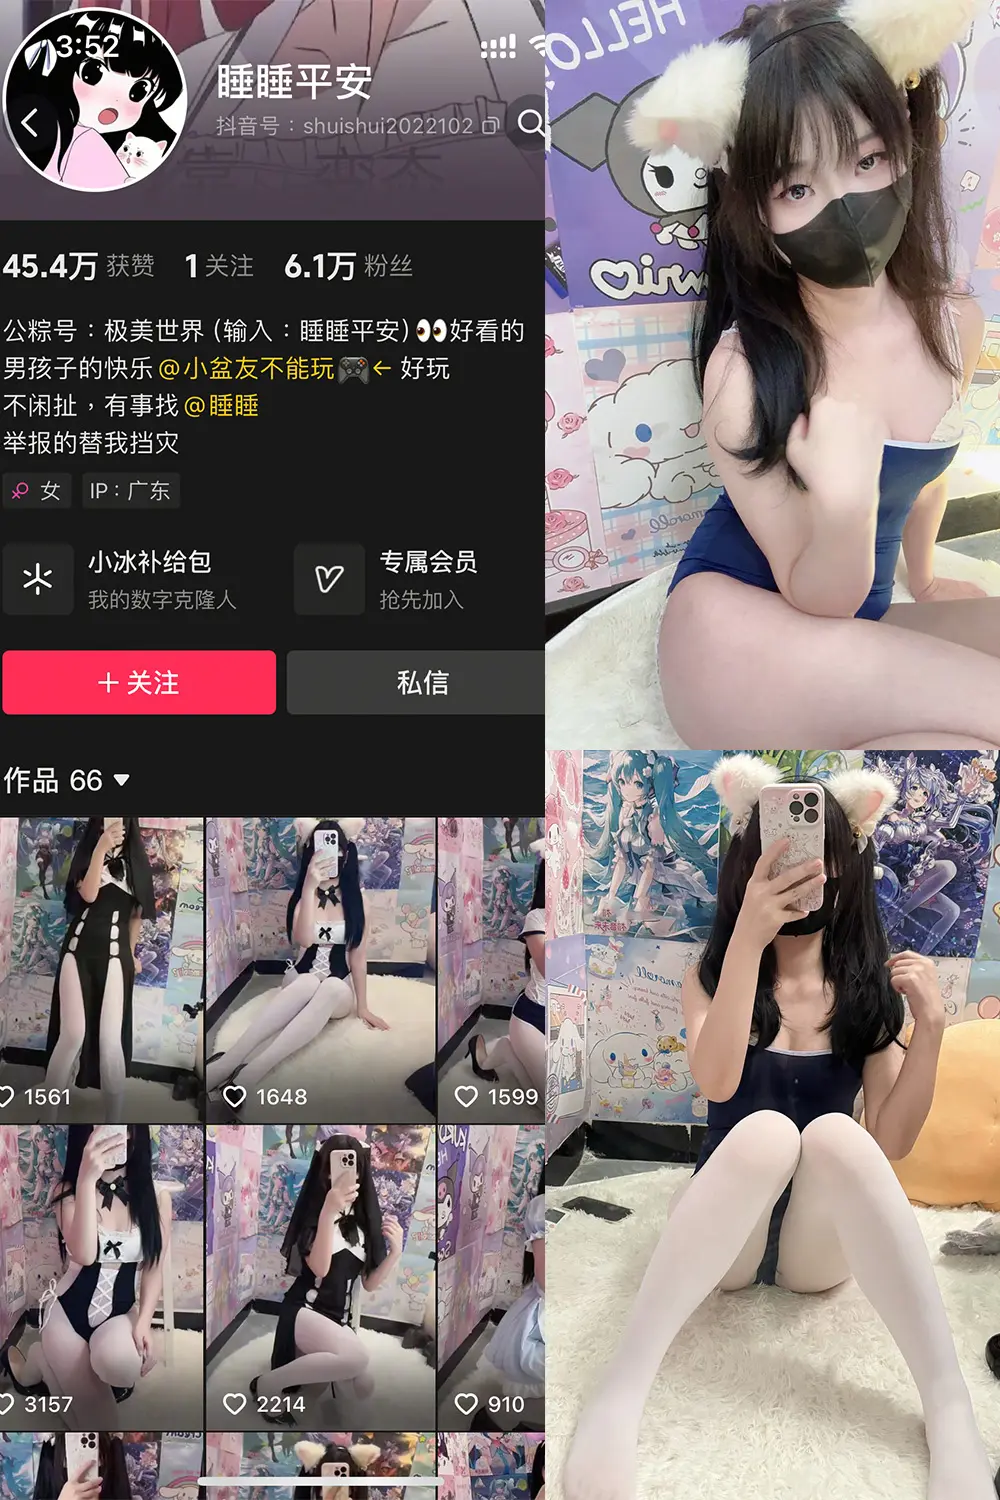 3:52
睡睡平安
抖音号：shuishui2022102
45.4万 获赞 1 关注 6.1万 粉丝
公粽号：极美世界（输入：睡睡平安）👀好看的
男孩子的快乐 @小盆友不能玩🎮← 好玩
不闲扯，有事找 @睡睡
举报的替我挡灾
女 IP：广东
小冰补给包
我的数字克隆人
专属会员
抢先加入
+ 关注
私信
作品 66
1561
1648
1599
3157
2214
910
HELLO
cinnamoroll